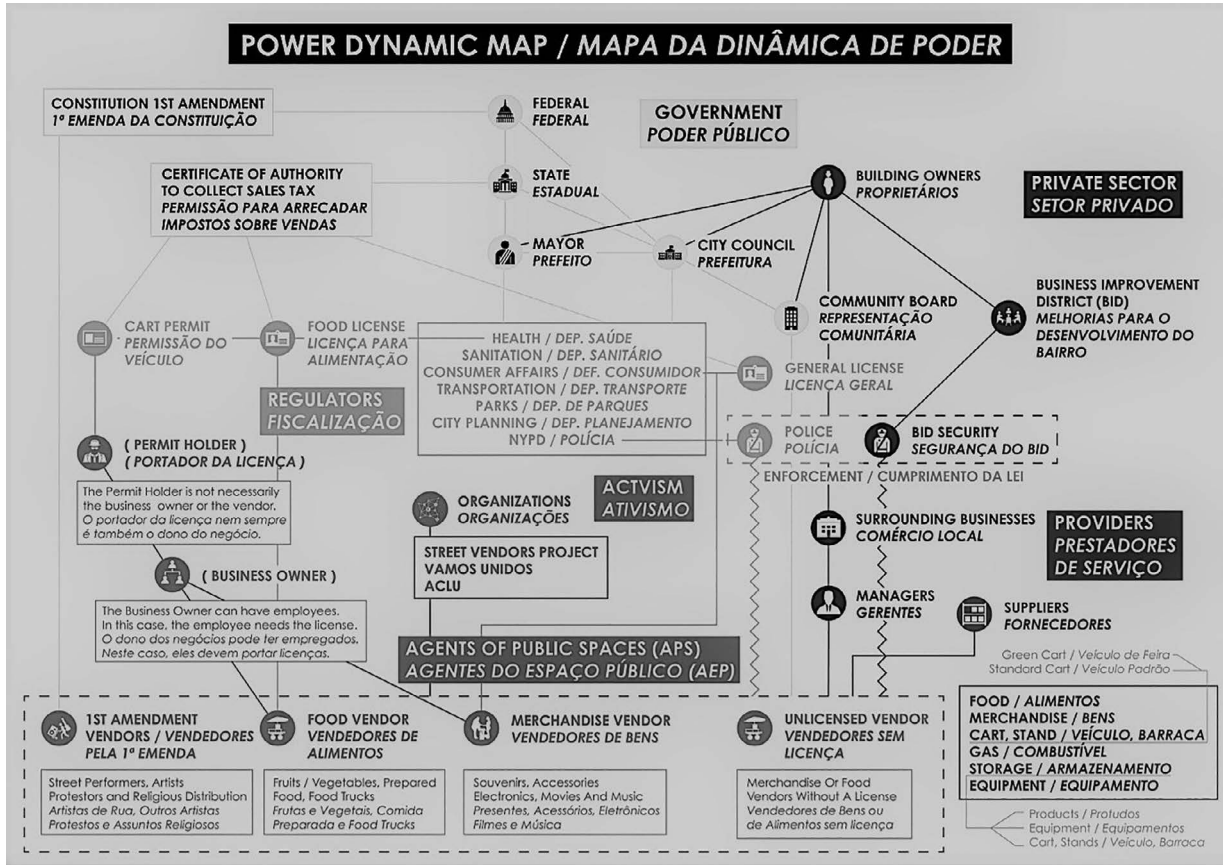 POWER DYNAMIC MAP / MAPA DA DINÂMICA DE PODER
CONSTITUTION 1ST AMENDMENT
1ª EMENDA DA CONSTITUIÇÃO
FEDERAL
FEDERAL
GOVERNMENT
PODER PÚBLICO
CERTIFICATE OF AUTHORITY
TO COLLECT SALES TAX
PERMISSÃO PARA ARRECADAR
IMPOSTOS SOBRE VENDAS
STATE
ESTADUAL
BUILDING OWNERS
PROPRIETÁRIOS
PRIVATE SECTOR
SETOR PRIVADO
MAYOR
PREFEITO
CITY COUNCIL
PREFEITURA
COMMUNITY BOARD
REPRESENTAÇÃO
COMUNITÁRIA
BUSINESS IMPROVEMENT
DISTRICT (BID)
MELHORIAS PARA O
DESENVOLVIMENTO DO
BAIRRO
CART PERMIT
PERMISSÃO DO
VEÍCULO
FOOD LICENSE
LICENÇA PARA
ALIMENTAÇÃO
HEALTH / DEP. SAÚDE
SANITATION / DEP. SANITÁRIO
CONSUMER AFFAIRS / DEF. CONSUMIDOR
TRANSPORTATION / DEP. TRANSPORTE
PARKS / DEP. DE PARQUES
CITY PLANNING / DEP. PLANEJAMENTO
NYPD / POLÍCIA
GENERAL LICENSE
LICENÇA GERAL
REGULATORS
FISCALIZAÇÃO
POLICE
POLÍCIA
BID SECURITY
SEGURANÇA DO BID
ENFORCEMENT / CUMPRIMENTO DA LEI
( PERMIT HOLDER )
( PORTADOR DA LICENÇA )
The Permit Holder is not necessarily
the business owner or the vendor.
O portador da licença nem sempre
é também o dono do negócio.
ORGANIZATIONS
ORGANIZAÇÕES
ACTVISM
ATIVISMO
STREET VENDORS PROJECT
VAMOS UNIDOS
ACLU
SURROUNDING BUSINESSES
COMÉRCIO LOCAL
PROVIDERS
PRESTADORES
DE SERVIÇO
( BUSINESS OWNER )
The Business Owner can have employees.
In this case, the employee needs the license.
O dono dos negócios pode ter empregados.
Neste caso, eles devem portar licenças.
MANAGERS
GERENTES
SUPPLIERS
FORNECEDORES
AGENTS OF PUBLIC SPACES (APS)
AGENTES DO ESPAÇO PÚBLICO (AEP)
Green Cart / Veículo de Feira
Standard Cart / Veículo Padrão
FOOD / ALIMENTOS
MERCHANDISE / BENS
CART, STAND / VEÍCULO, BARRACA
GAS / COMBUSTÍVEL
STORAGE / ARMAZENAMENTO
EQUIPMENT / EQUIPAMENTO
Products / Protudos
Equipment / Equipamentos
Cart, Stands / Veículo, Barraca
1ST AMENDMENT
VENDORS / VENDEDORES
PELA 1ª EMENDA
Street Performers, Artists
Protestors and Religious Distribution
Artistas de Rua, Outros Artistas
Protestos e Assuntos Religiosos
FOOD VENDOR
VENDEDORES DE
ALIMENTOS
Fruits / Vegetables, Prepared
Food, Food Trucks
Frutas e Vegetais, Comida
Preparada e Food Trucks
MERCHANDISE VENDOR
VENDEDORES DE BENS
Souvenirs, Accessories
Electronics, Movies And Music
Presentes, Acessórios, Eletrônicos
Filmes e Música
UNLICENSED VENDOR
VENDEDORES SEM
LICENÇA
Merchandise Or Food
Vendors Without A License
Vendedores de Bens ou
de Alimentos sem licença